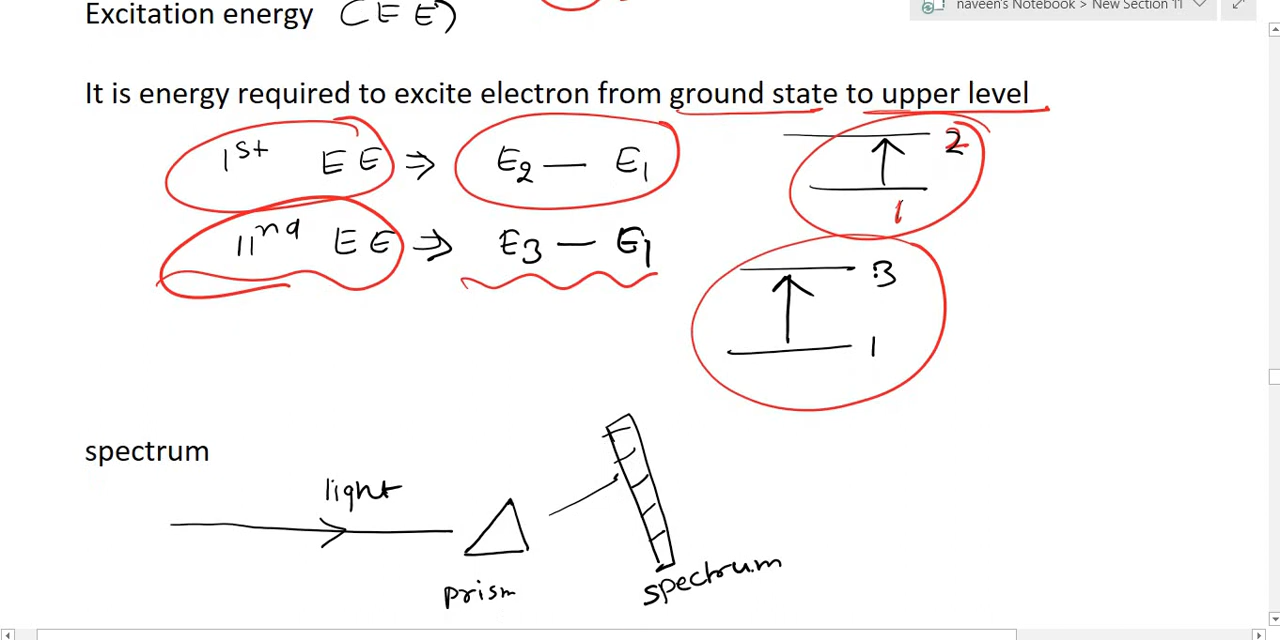 naveen's Notebook > New Section 11
Excitation energy (EE)
It is energy required to excite electron from ground state to upper level
1st EE ⇒ E2 — E1
2
1
IInd EE ⇒ E3 — E1
3
1
spectrum
light
prism
spectrum